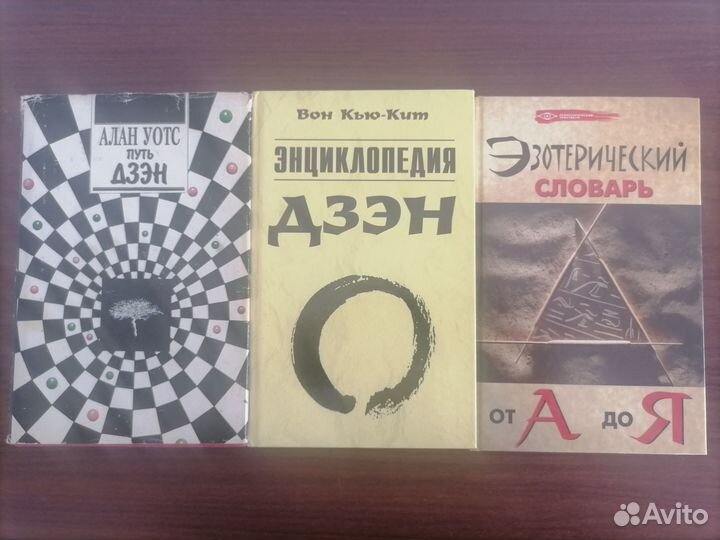 АЛАН УОТС
ПУТЬ
ДЗЭН
Вон Кью-Кит
ЭНЦИКЛОПЕДИЯ
ДЗЭН
ЭЗОТЕРИЧЕСКИЙ
СЛОВАРЬ
от А до Я
Avito